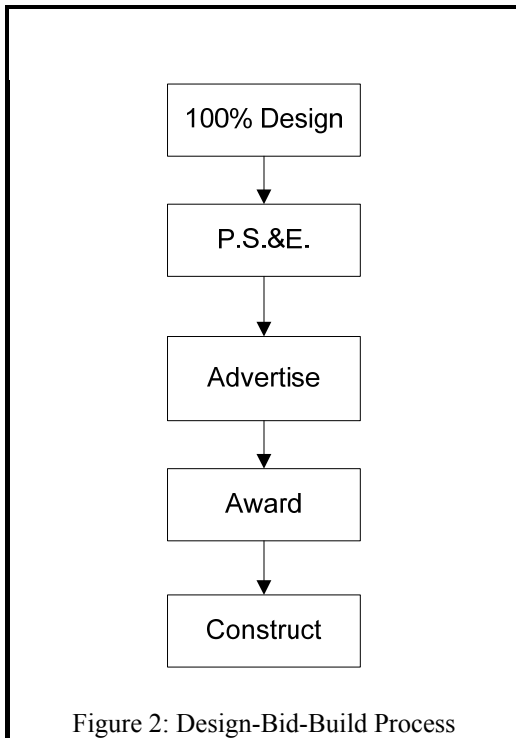 100% Design
P.S.&E.
Advertise
Award
Construct
Figure 2: Design-Bid-Build Process